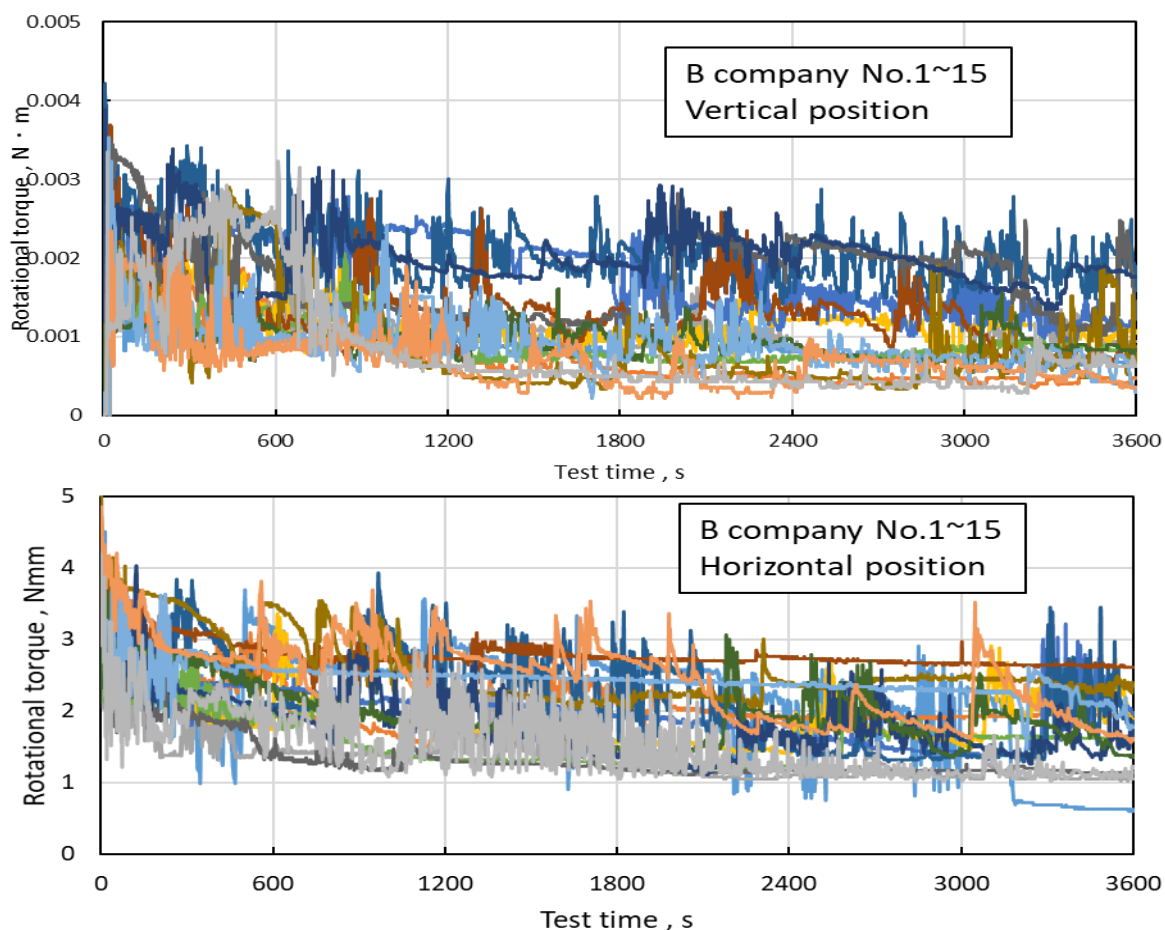 0.005
0.004
0.003
0.002
0.001
0
Rotational torque , N · m
B company No.1~15
Vertical position
0 600 1200 1800 2400 3000 3600
Test time , s
5
4
3
2
1
0
Rotational torque , Nmm
B company No.1~15
Horizontal position
0 600 1200 1800 2400 3000 3600
Test time , s